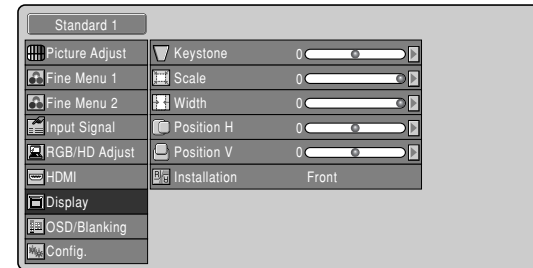 Standard 1
Picture Adjust
Fine Menu 1
Fine Menu 2
Input Signal
RGB/HD Adjust
HDMI
Display
OSD/Blanking
Config.
Keystone 0
Scale 0
Width 0
Position H 0
Position V 0
Installation Front